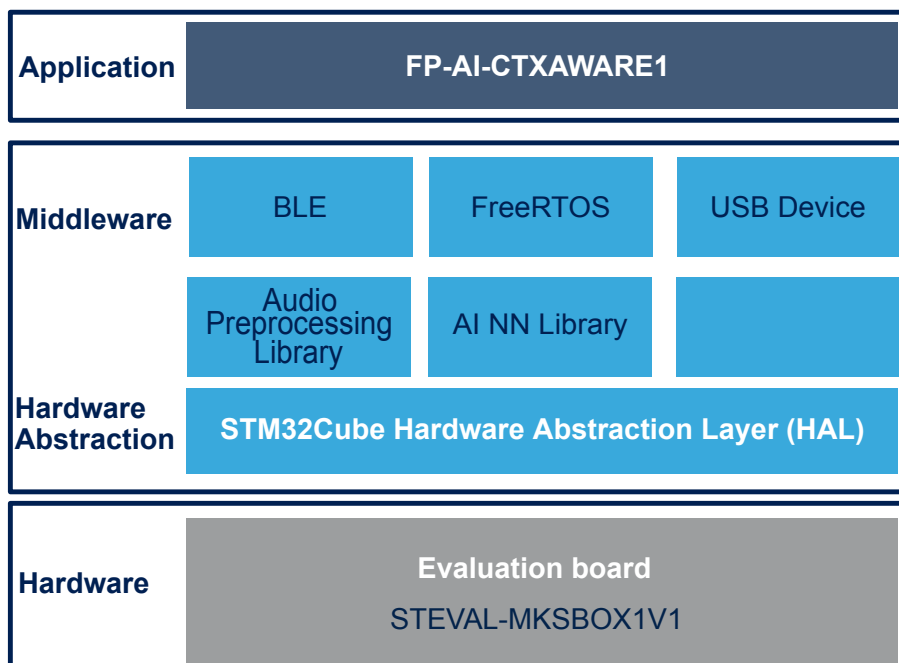 Application
FP-AI-CTXAWARE1
Middleware
BLE
FreeRTOS
USB Device
Audio
Preprocessing
Library
AI NN Library
Hardware
Abstraction
STM32Cube Hardware Abstraction Layer (HAL)
Hardware
Evaluation board
STEVAL-MKSBOX1V1